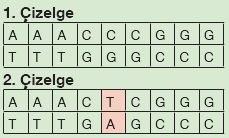 1. Çizelge
A A A C C C G G G
T T T G G G C C C
2. Çizelge
A A A C T C G G G
T T T G A G C C C